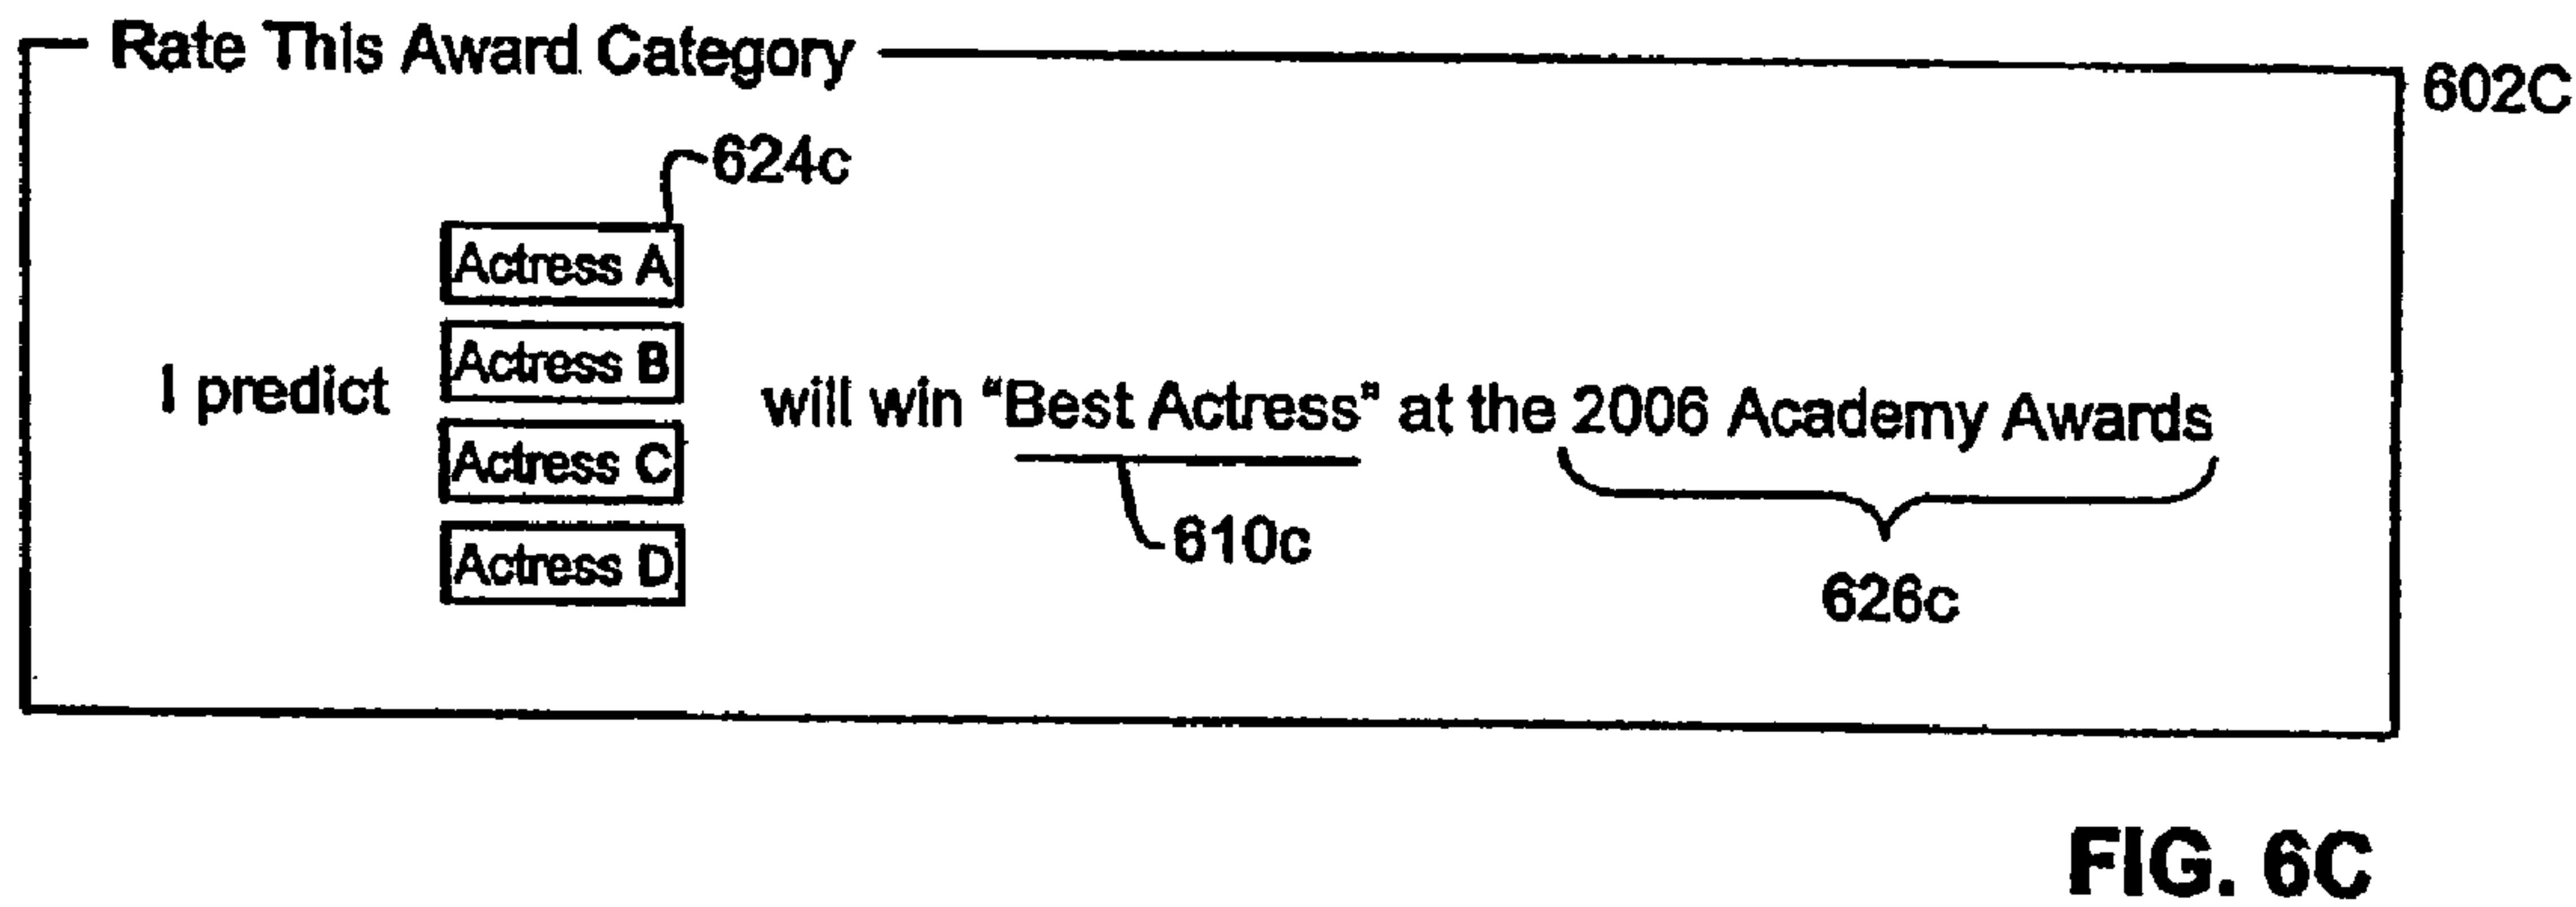 Rate This Award Category
602C
624c
Actress A
Actress B
I predict
will win “Best Actress” at the 2006 Academy Awards
Actress C
610c
Actress D
626c
FIG. 6C